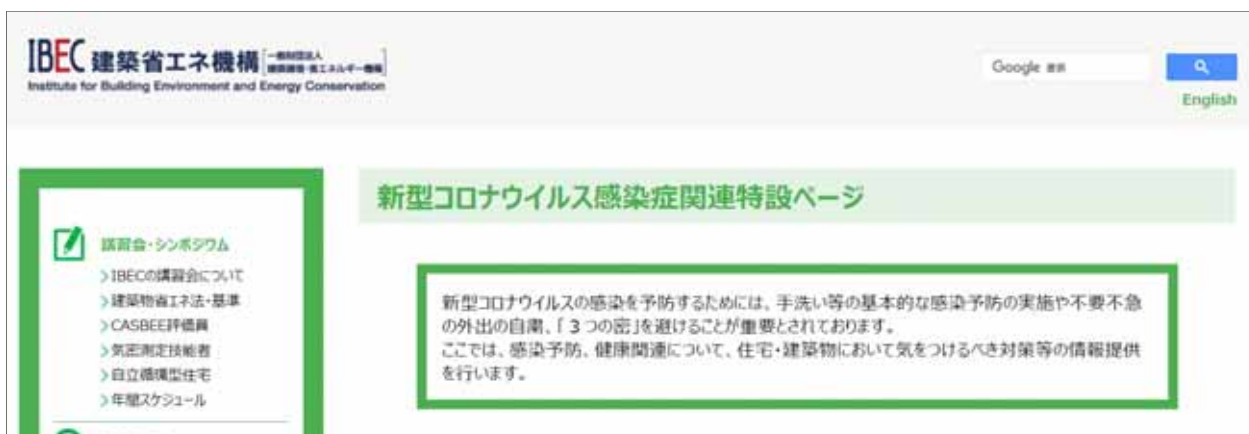 IBEC 建築省エネ機構
Institute for Building Environment and Energy Conservation
Google
English
新型コロナウイルス感染症関連特設ページ
講習会・シンポジウム
>IBECの講習会について
>建築物省エネ法・基準
>CASBEE評価員
>気密測定技能者
>自立循環型住宅
>年間スケジュール
新型コロナウイルスの感染を予防するためには、手洗い等の基本的な感染予防の実施や不要不急
の外出の自粛、「３つの密」を避けることが重要とされております。
ここでは、感染予防、健康関連について、住宅・建築物において気をつけるべき対策等の情報提供
を行います。